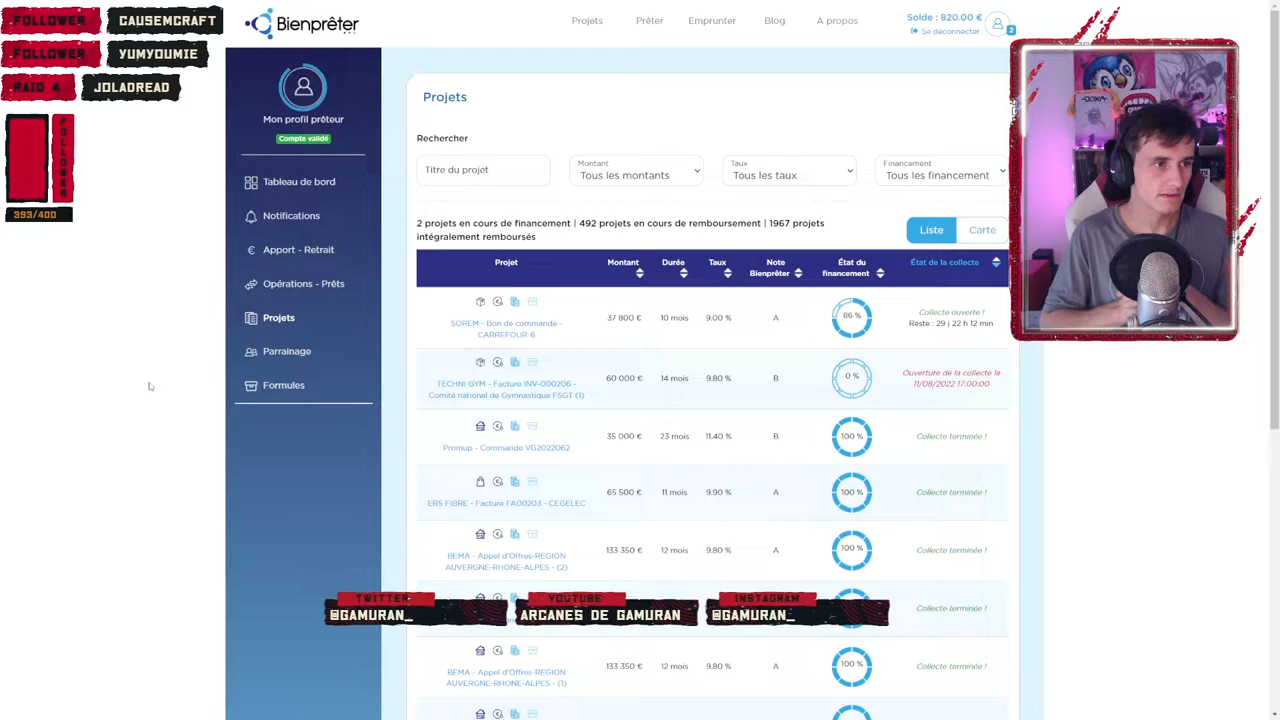 FOLLOWER CAUSEMCRAFT
FOLLOWER YUMYOUMIE
RAID 4 JOLADREAD
FOLLOWER
393/400
Bienprêter
Projets Prêter Emprunter Blog A propos
Solde : 820.00 €
Se déconnecter
2
Mon profil prêteur
Compte validé
Tableau de bord
Notifications
Apport - Retrait
Opérations - Prêts
Projets
Parrainage
Formules
Projets
Rechercher
Titre du projet
Montant
Tous les montants
Taux
Tous les taux
Financement
Tous les financement
2 projets en cours de financement | 492 projets en cours de remboursement | 1967 projets
intégralement remboursés
Liste Carte
Projet Montant Durée Taux Note Bienprêter État du financement État de la collecte
SOREM - Bon de commande -
CARREFOUR-6
37 800 € 10 mois 9.00 % A 86 %
Collecte ouverte !
Reste : 29 j 22 h 12 min
TECHNI GYM - Facture INV-000206 -
Comité national de Gymnastique FSGT (1)
60 000 € 14 mois 9.80 % B 0 %
Ouverture de la collecte le
11/08/2022 17:00:00
Promup - Commande VG2022062
35 000 € 23 mois 11.40 % B 100 % Collecte terminée !
ERS FIBRE - Facture FA00203 - CEGELEC
65 500 € 11 mois 9.90 % A 100 % Collecte terminée !
BEMA - Appel d'Offres-REGION
AUVERGNE-RHONE-ALPES - (2)
133 350 € 12 mois 9.80 % A 100 % Collecte terminée !
TWITTER YOUTUBE INSTAGRAM
@GAMURAN_ ARCANES DE GAMURAN @GAMURAN_
Collecte terminée !
BEMA - Appel d'Offres-REGION
AUVERGNE-RHONE-ALPES - (1)
133 350 € 12 mois 9.80 % A 100 % Collecte terminée !